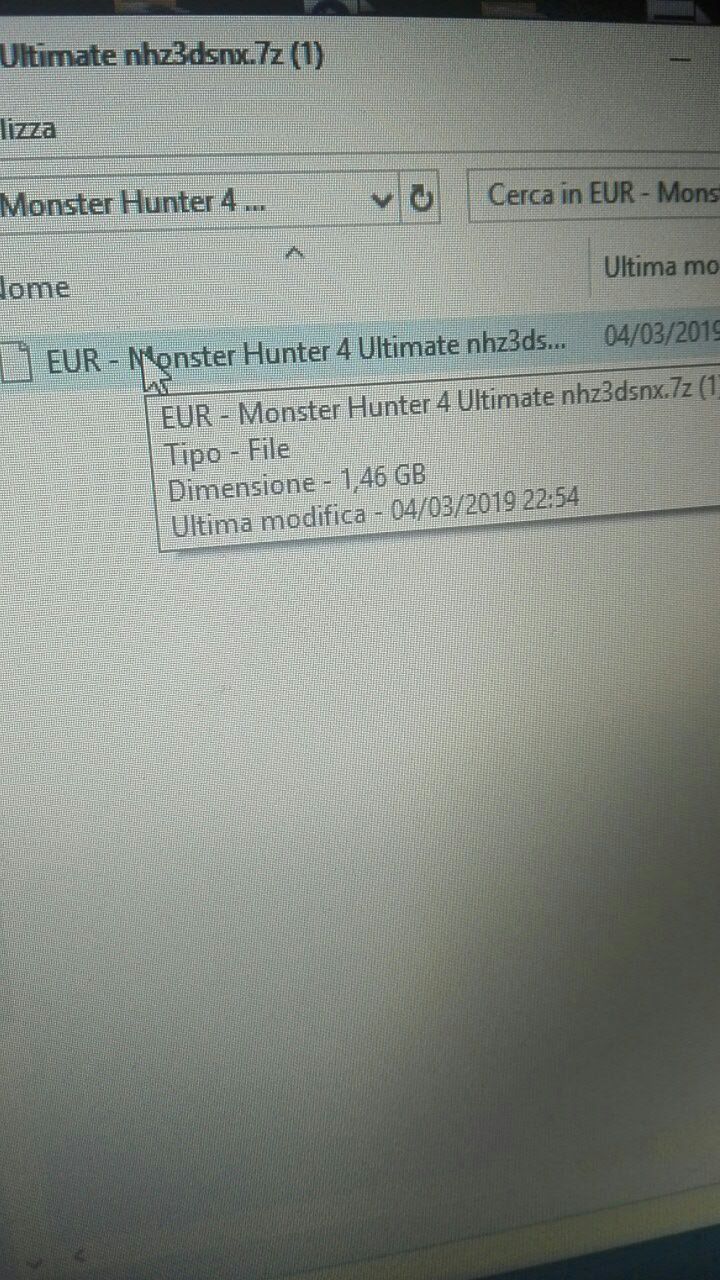 Ultimate nhz3dsnx.7z (1)
lizza
Monster Hunter 4 ...
Cerca in EUR - Mons
Nome
Ultima mo
EUR - Monster Hunter 4 Ultimate nhz3ds...
04/03/2019
EUR - Monster Hunter 4 Ultimate nhz3dsnx.7z (1)
Tipo - File
Dimensione - 1,46 GB
Ultima modifica - 04/03/2019 22:54